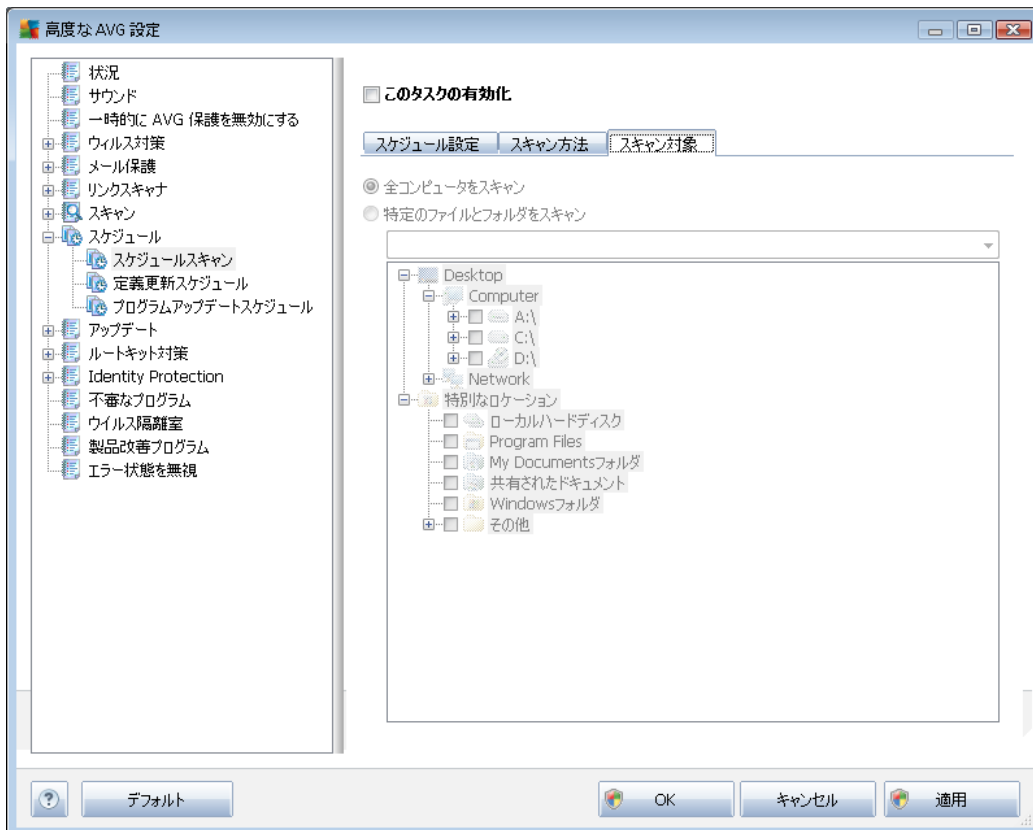 高度な AVG 設定
状況
サウンド
一時的に AVG 保護を無効にする
ウィルス対策
メール保護
リンクスキャナ
スキャン
スケジュール
スケジュールスキャン
定義更新スケジュール
プログラムアップデートスケジュール
アップデート
ルートキット対策
Identity Protection
不審なプログラム
ウイルス隔離室
製品改善プログラム
エラー状態を無視
このタスクの有効化
スケジュール設定 スキャン方法 スキャン対象
全コンピュータをスキャン
特定のファイルとフォルダをスキャン
Desktop
Computer
A:\
C:\
D:\
Network
特別なロケーション
ローカルハードディスク
Program Files
My Documentsフォルダ
共有されたドキュメント
Windowsフォルダ
その他
? デフォルト OK キャンセル 適用